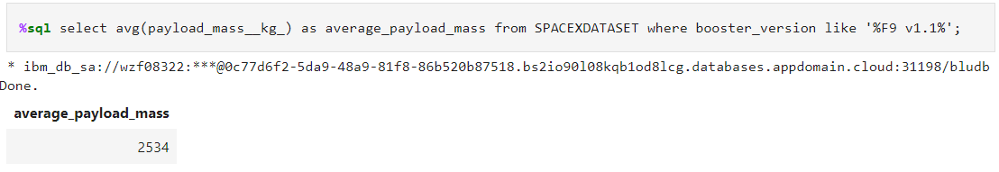 %sql select avg(payload_mass__kg_) as average_payload_mass from SPACEXDATASET where booster_version like '%F9 v1.1%';
* ibm_db_sa://wzf08322:***@0c77d6f2-5da9-48a9-81f8-86b520b87518.bs2io90l08kqb1od8lcg.databases.appdomain.cloud:31198/bludb
Done.
average_payload_mass
2534